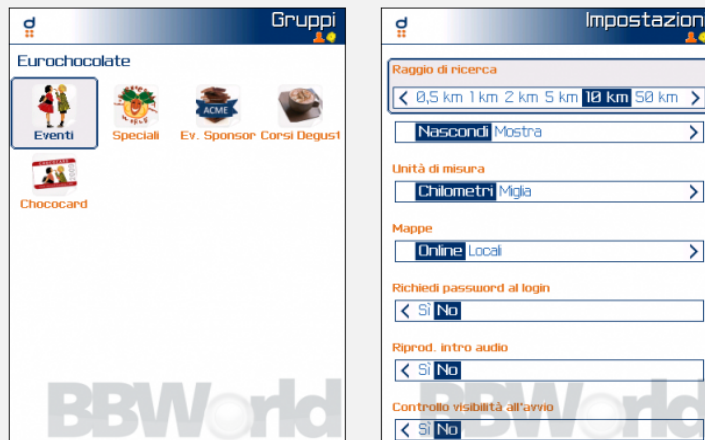 d
Gruppi
Eurochocolate
Eventi
Speciali
Ev. Sponsor
Corsi Degust
ACME
CHOCOCARD
Chococard
BBWorld
d
Impostazion
Raggio di ricerca
0,5 km 1 km 2 km 5 km 10 km 50 km
Nascondi Mostra
Unità di misura
Chilometri Miglia
Mappe
Online Locali
Richiedi password al login
Sì No
Riprod. intro audio
Sì No
Controllo visibilità all'avvio
Sì No
BBWorld